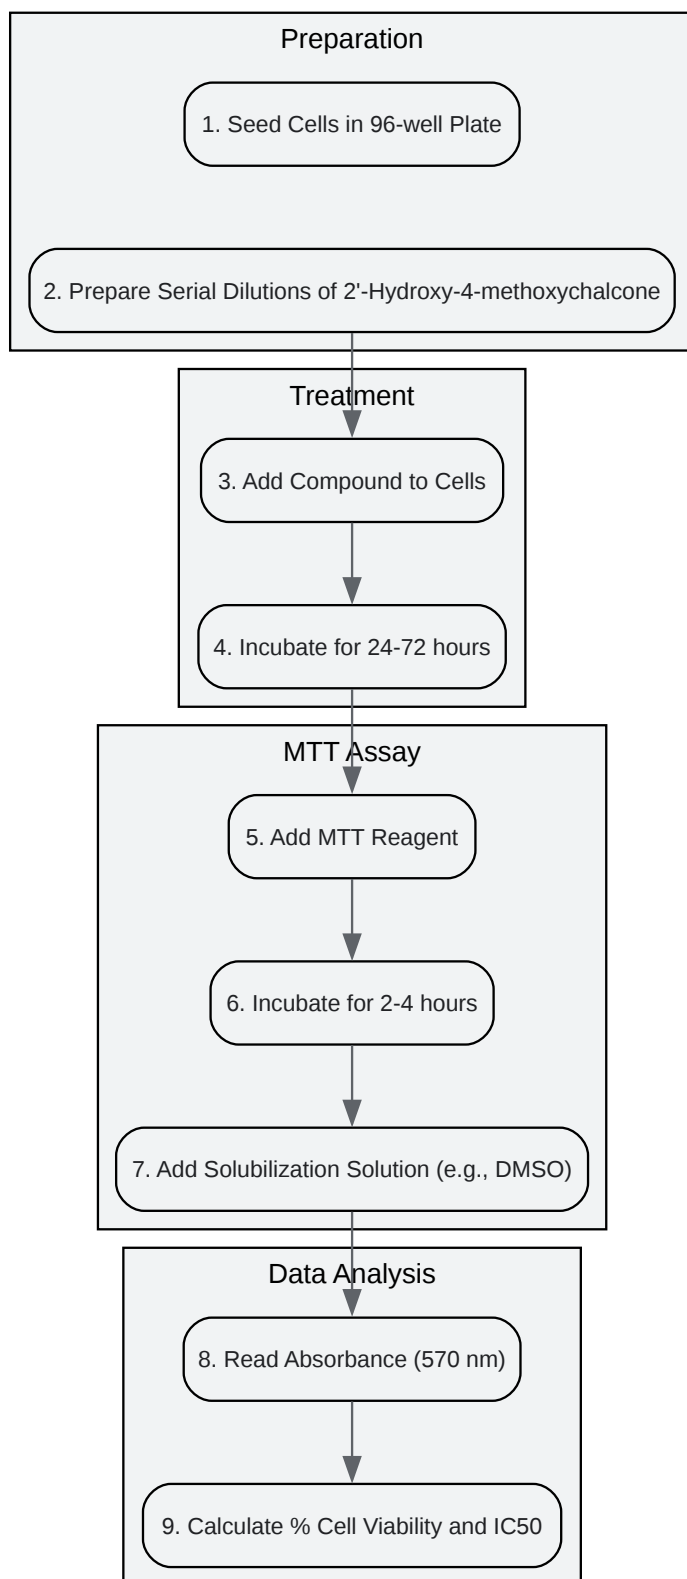 Preparation
1. Seed Cells in 96-well Plate
2. Prepare Serial Dilutions of 2'-Hydroxy-4-methoxychalcone
Treatment
3. Add Compound to Cells
4. Incubate for 24-72 hours
MTT Assay
5. Add MTT Reagent
6. Incubate for 2-4 hours
7. Add Solubilization Solution (e.g., DMSO)
Data Analysis
8. Read Absorbance (570 nm)
9. Calculate % Cell Viability and IC50